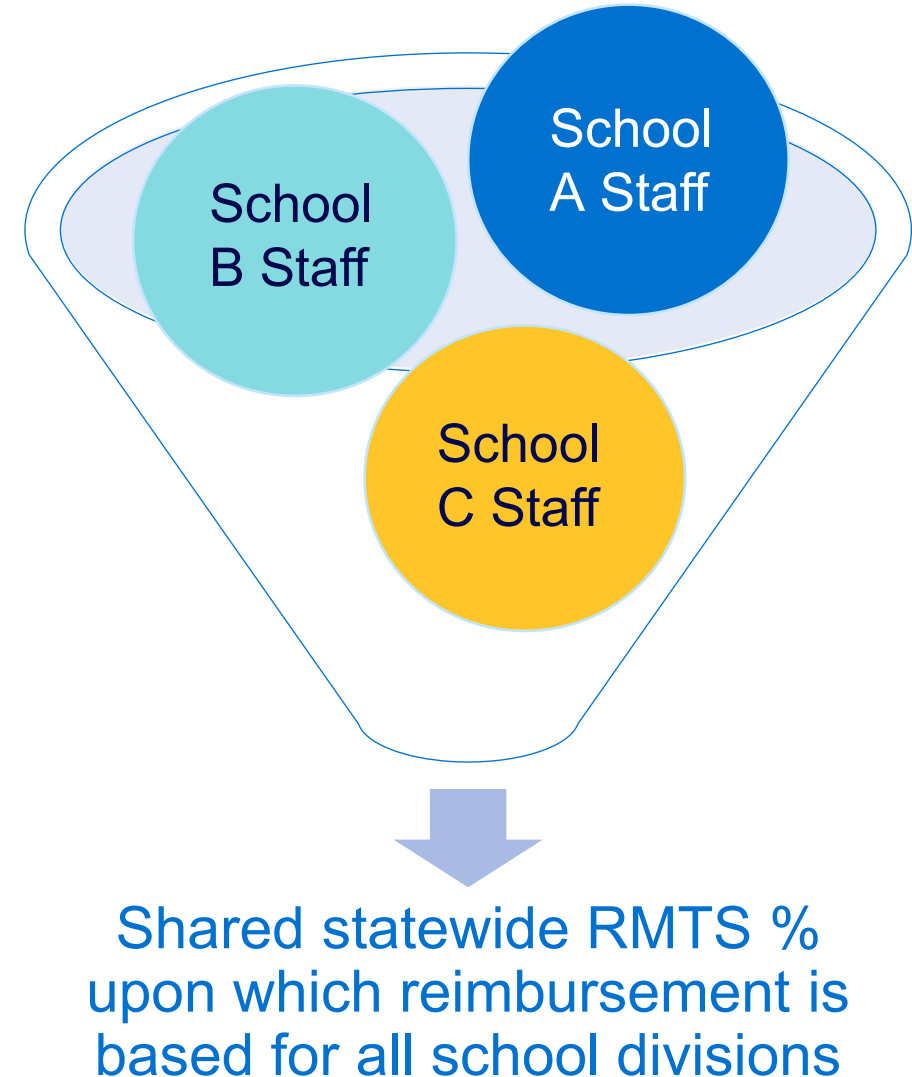 School
A Staff
School
B Staff
School
C Staff
Shared statewide RMTS %
upon which reimbursement is
based for all school divisions